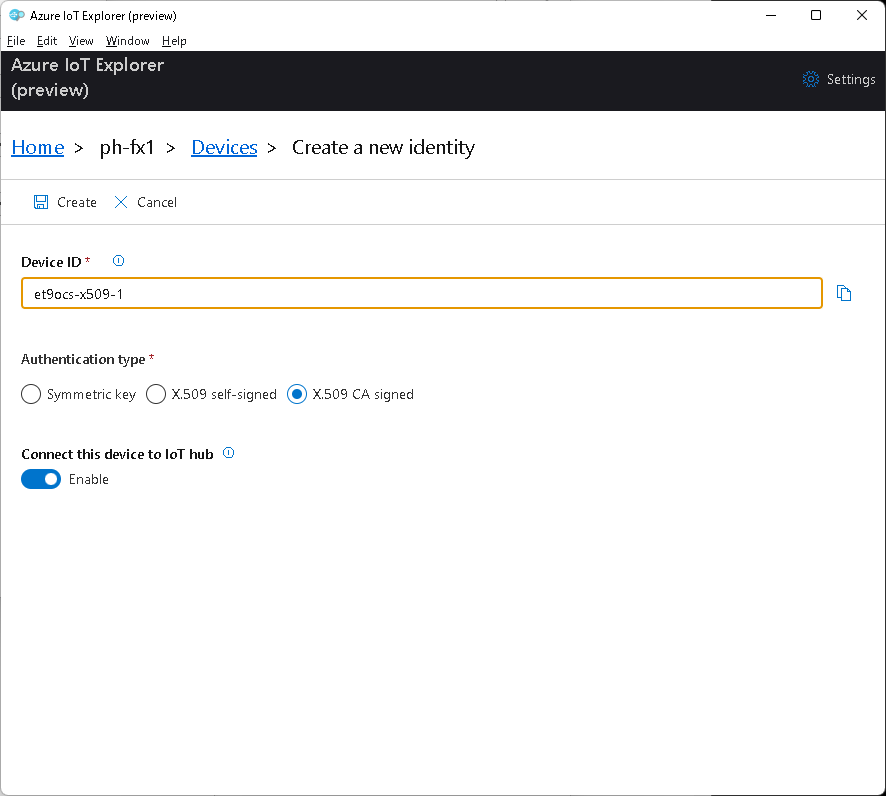 Azure IoT Explorer (preview)
File Edit View Window Help
Azure IoT Explorer
(preview)
Settings
Home > ph-fx1 > Devices > Create a new identity
Create Cancel
Device ID *
et9ocs-x509-1
Authentication type *
Symmetric key X.509 self-signed X.509 CA signed
Connect this device to IoT hub
Enable